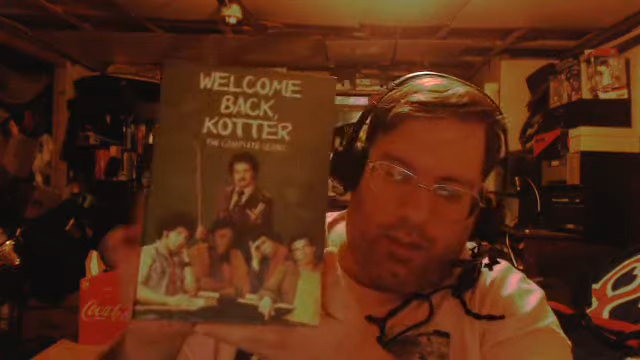 WELCOME
BACK,
KOTTER
THE COMPLETE SERIES
Coca-Cola